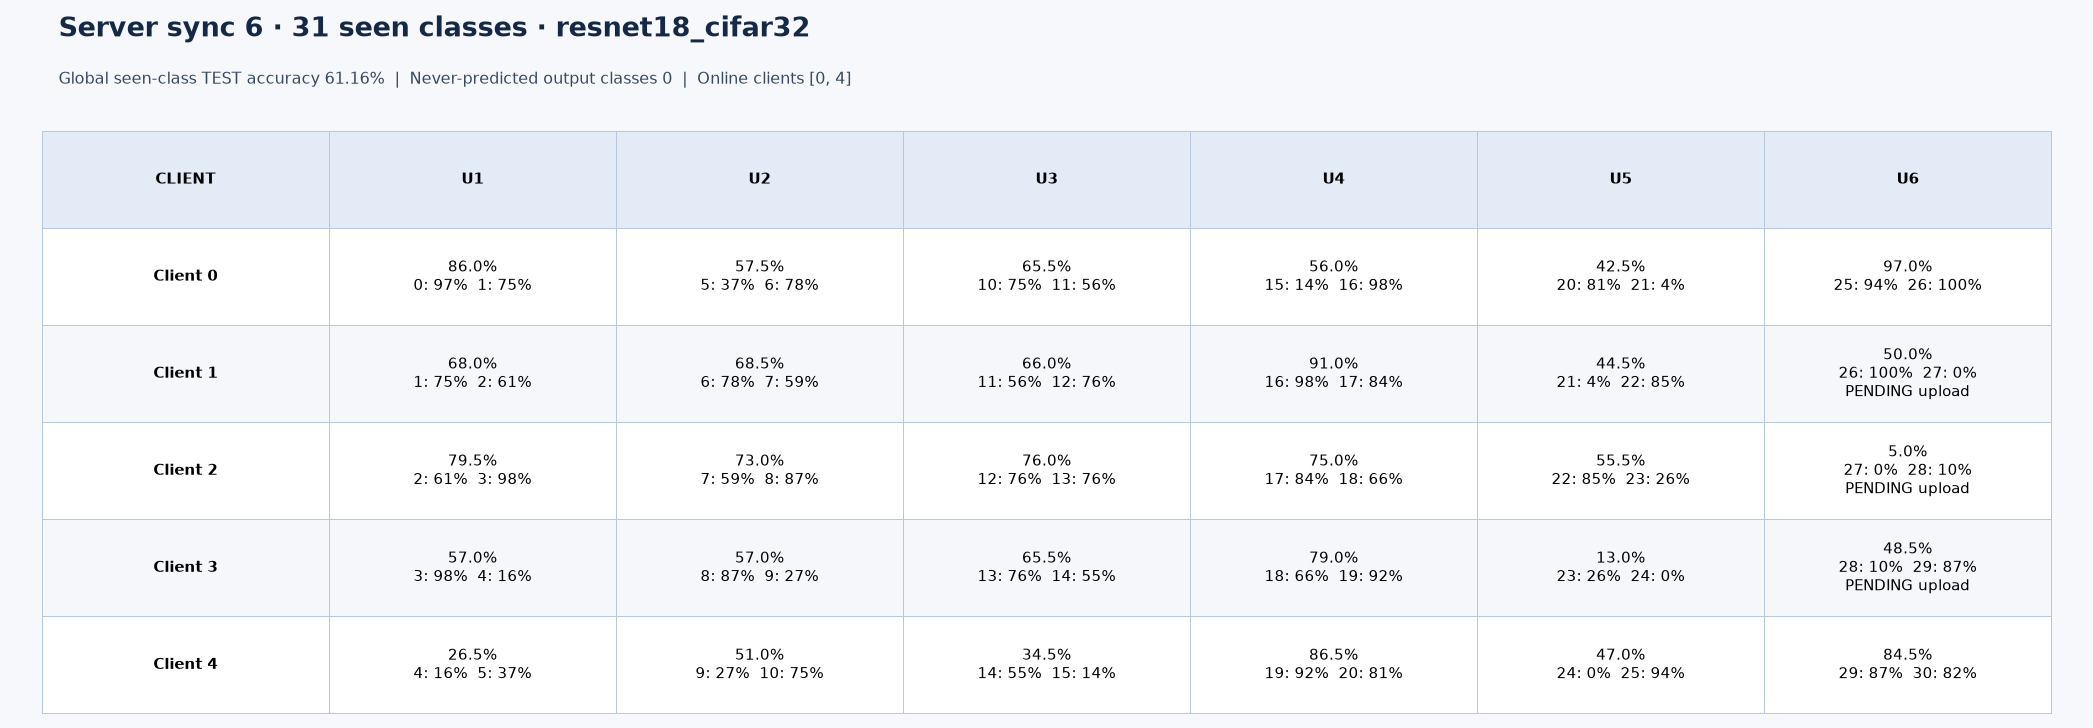 Server sync 6 · 31 seen classes · resnet18_cifar32
Global seen-class TEST accuracy 61.16% | Never-predicted output classes 0 | Online clients [0, 4]
CLIENT U1 U2 U3 U4 U5 U6
Client 0
86.0%
0: 97% 1: 75%
57.5%
5: 37% 6: 78%
65.5%
10: 75% 11: 56%
56.0%
15: 14% 16: 98%
42.5%
20: 81% 21: 4%
97.0%
25: 94% 26: 100%
Client 1
68.0%
1: 75% 2: 61%
68.5%
6: 78% 7: 59%
66.0%
11: 56% 12: 76%
91.0%
16: 98% 17: 84%
44.5%
21: 4% 22: 85%
50.0%
26: 100% 27: 0%
PENDING upload
Client 2
79.5%
2: 61% 3: 98%
73.0%
7: 59% 8: 87%
76.0%
12: 76% 13: 76%
75.0%
17: 84% 18: 66%
55.5%
22: 85% 23: 26%
5.0%
27: 0% 28: 10%
PENDING upload
Client 3
57.0%
3: 98% 4: 16%
57.0%
8: 87% 9: 27%
65.5%
13: 76% 14: 55%
79.0%
18: 66% 19: 92%
13.0%
23: 26% 24: 0%
48.5%
28: 10% 29: 87%
PENDING upload
Client 4
26.5%
4: 16% 5: 37%
51.0%
9: 27% 10: 75%
34.5%
14: 55% 15: 14%
86.5%
19: 92% 20: 81%
47.0%
24: 0% 25: 94%
84.5%
29: 87% 30: 82%